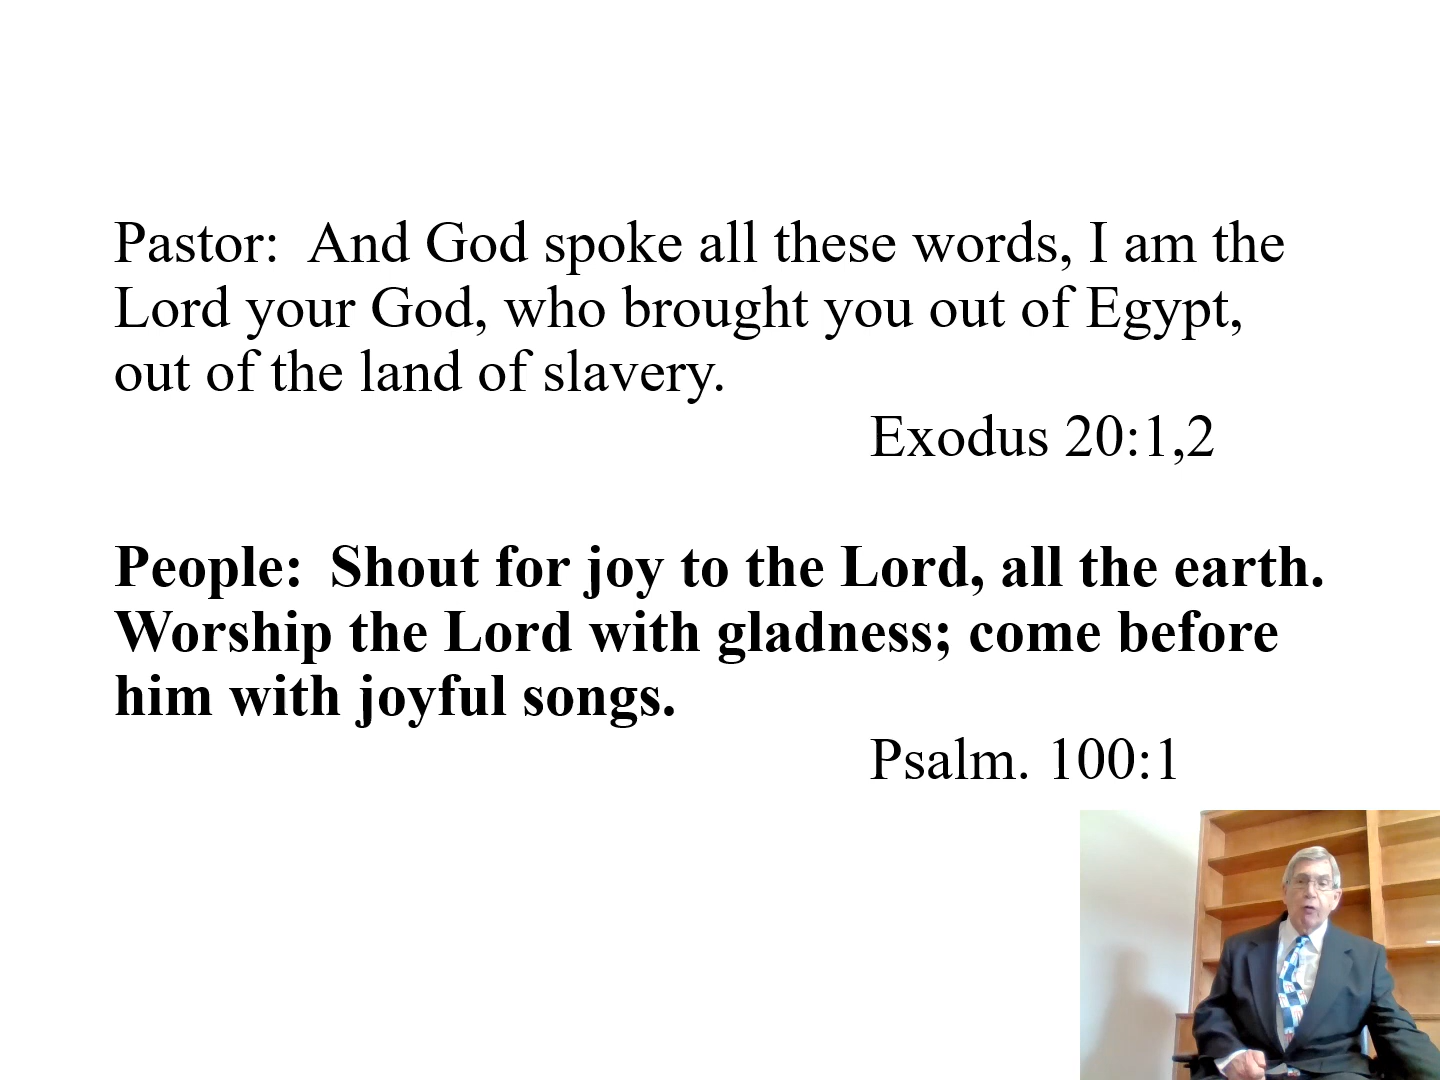 Pastor:  And God spoke all these words, I am the
Lord your God, who brought you out of Egypt,
out of the land of slavery.
Exodus 20:1,2
People:  Shout for joy to the Lord, all the earth.
Worship the Lord with gladness; come before
him with joyful songs.
Psalm. 100:1